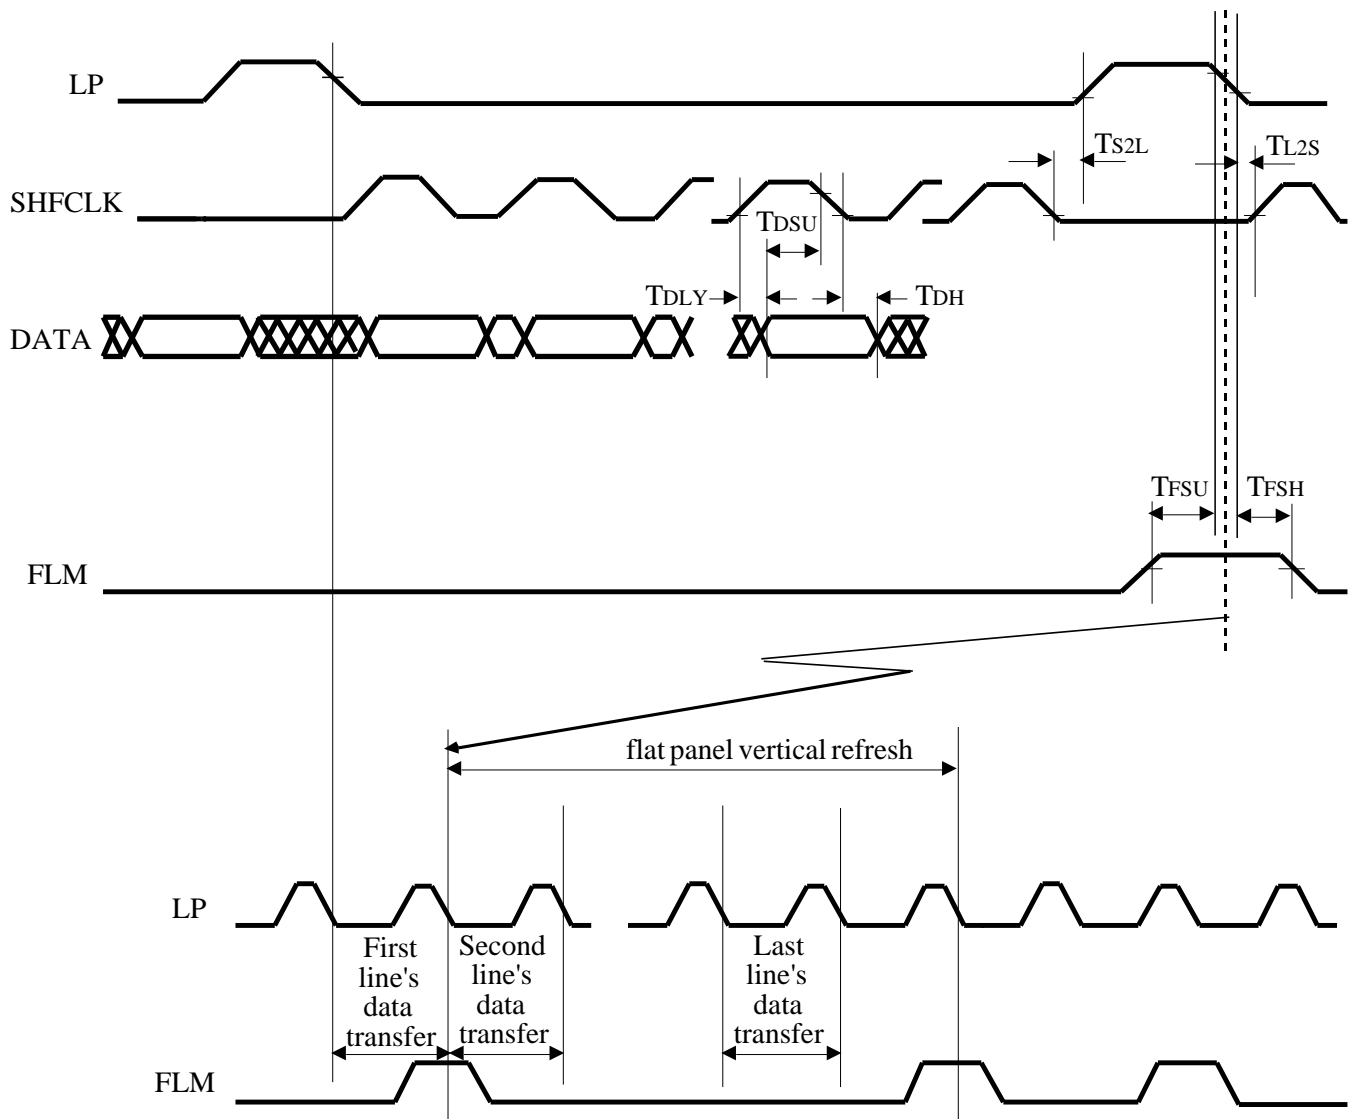 LP
TS2L
TL2S
SHFCLK
TDSU
TDLY
TDH
DATA
TFSU
TFSH
FLM
flat panel vertical refresh
LP
First
line's
data
transfer
Second
line's
data
transfer
Last
line's
data
transfer
FLM